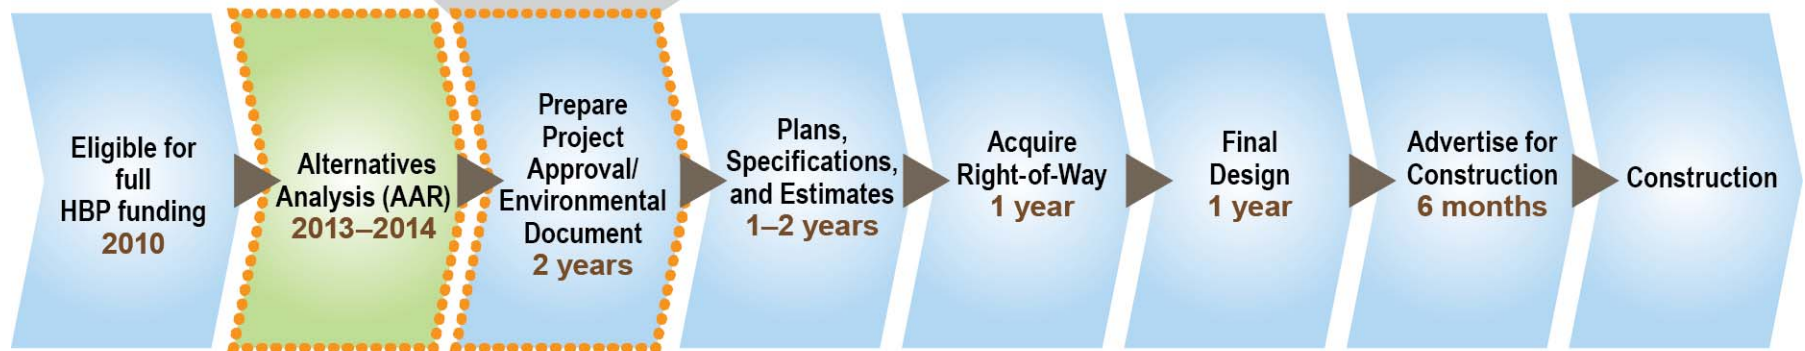 Eligible for
full
HBP funding
2010
Alternatives
Analysis (AAR)
2013–2014
Prepare
Project
Approval/
Environmental
Document
2 years
Plans,
Specifications,
and Estimates
1–2 years
Acquire
Right-of-Way
1 year
Final
Design
1 year
Advertise for
Construction
6 months
Construction